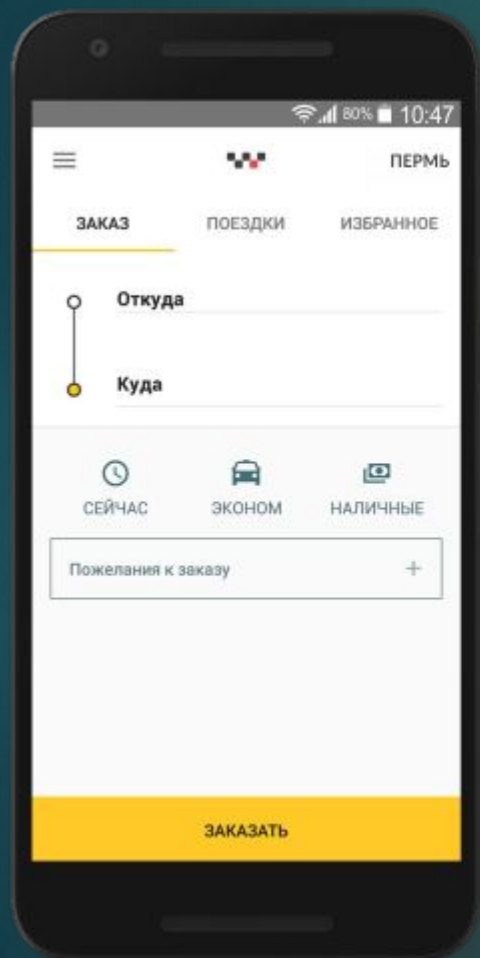 80% 10:47
ПЕРМЬ
ЗАКАЗ ПОЕЗДКИ ИЗБРАННОЕ
Откуда
Куда
СЕЙЧАС ЭКОНОМ НАЛИЧНЫЕ
Пожелания к заказу +
ЗАКАЗАТЬ